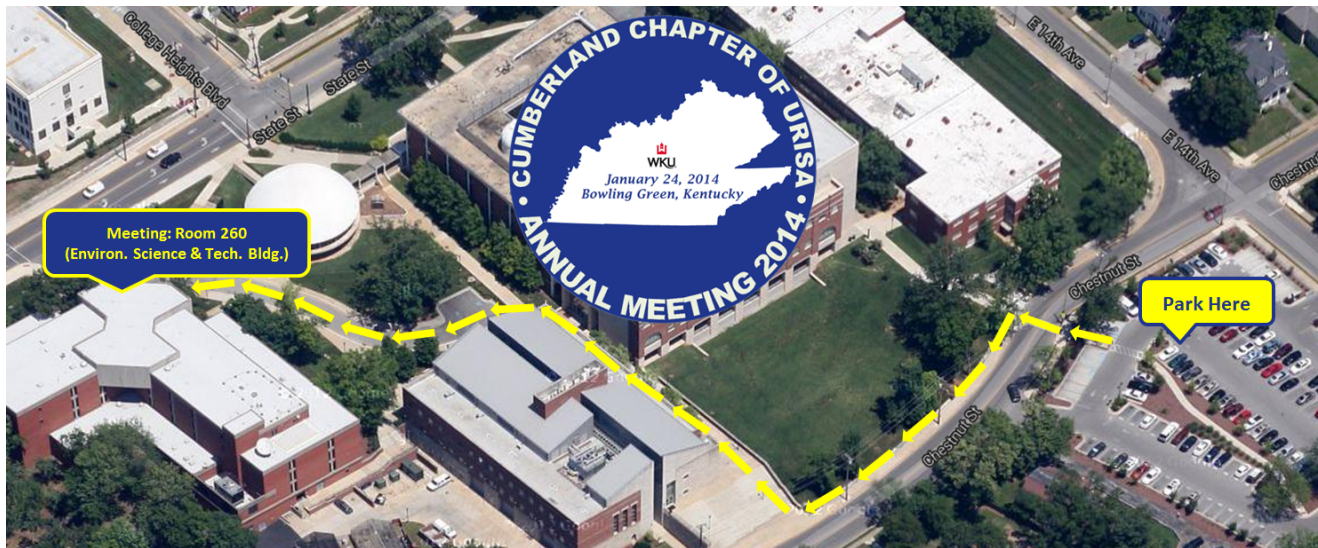 College Heights Blvd
State St
State St
E 14th Ave
E 14th Ave
Chestnut St
Chestnut St
Chestnut St
CUMBERLAND CHAPTER OF URISA
WKU
January 24, 2014
Bowling Green, Kentucky
ANNUAL MEETING 2014
Meeting: Room 260
(Environ. Science & Tech. Bldg.)
Park Here